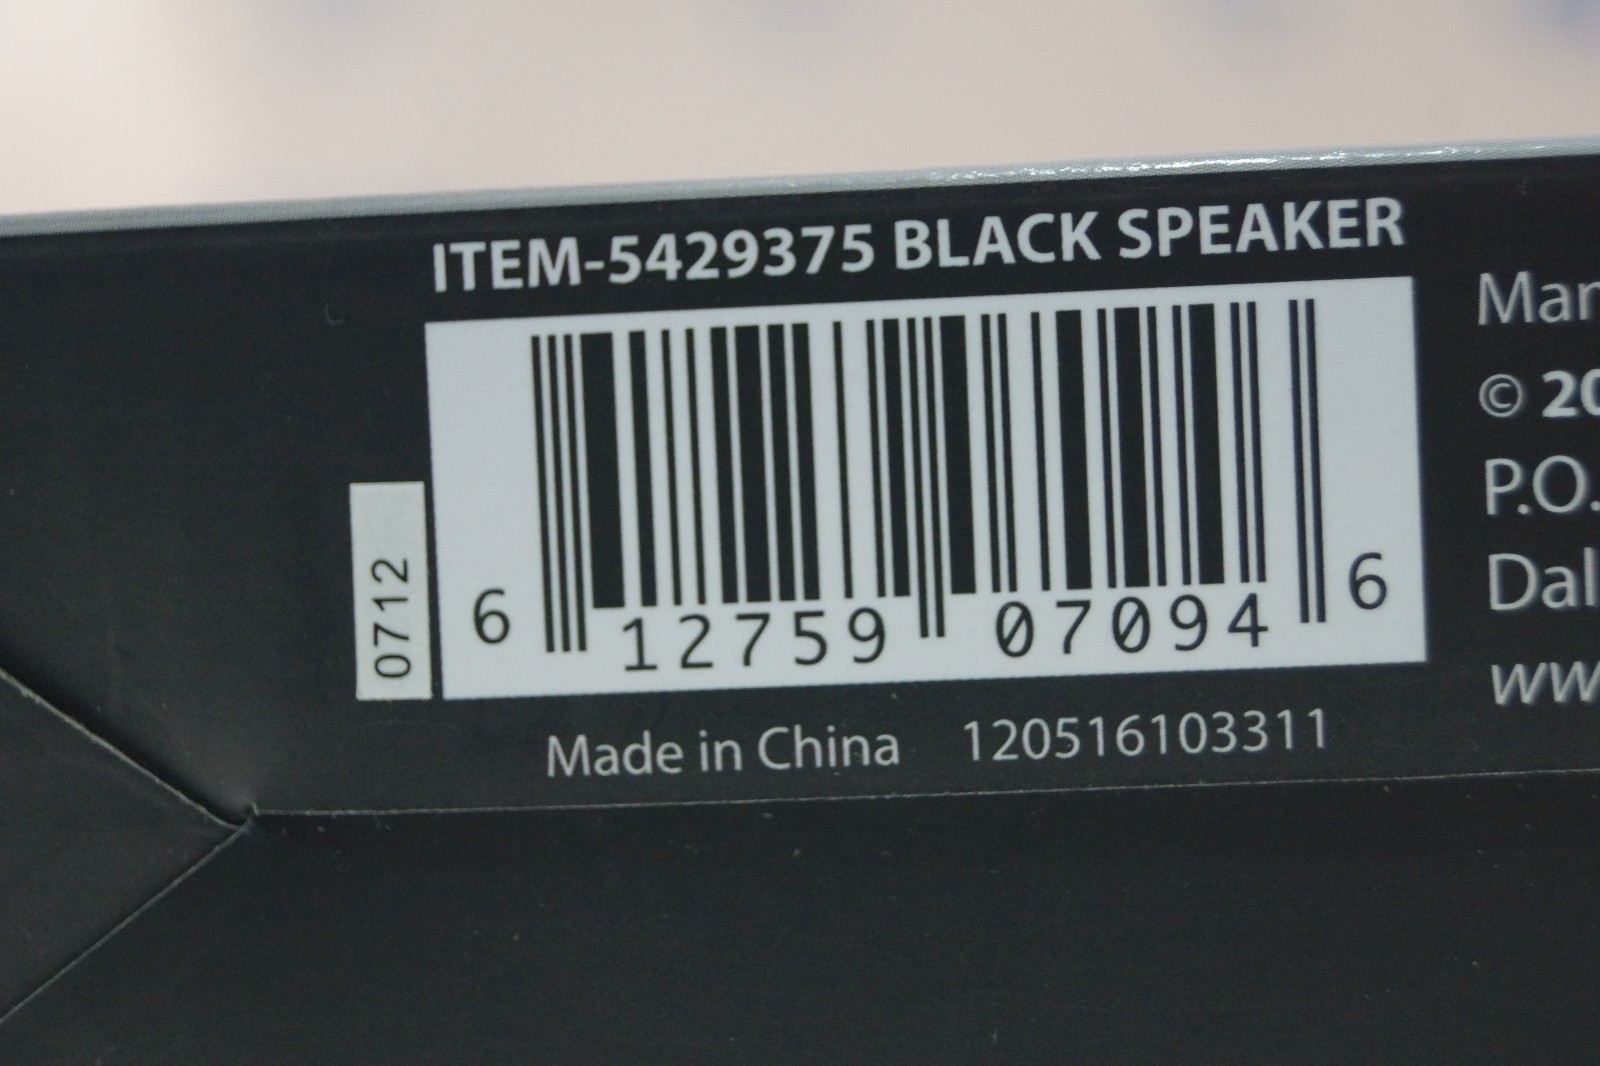 ITEM-5429375 BLACK SPEAKER
0712
6 12759 07094 6
Made in China 120516103311
©
P.O.